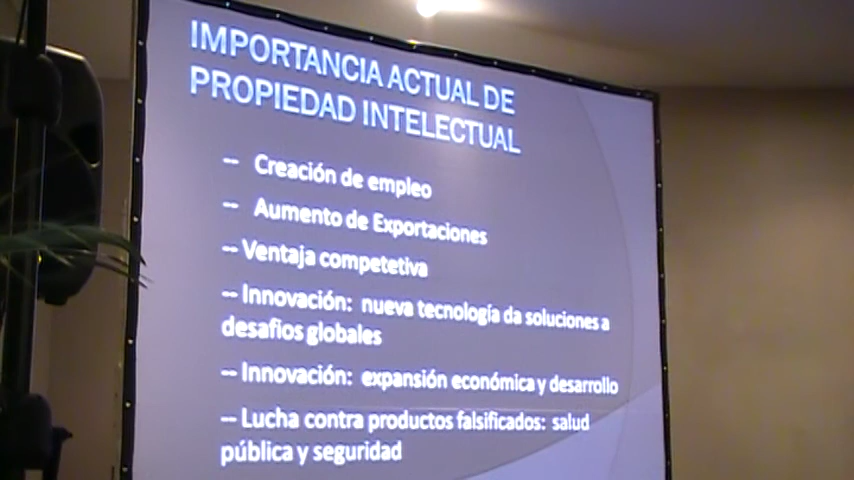 IMPORTANCIA ACTUAL DE
PROPIEDAD INTELECTUAL
-- Creación de empleo
-- Aumento de Exportaciones
-- Ventaja competetiva
-- Innovación: nueva tecnología da soluciones a
desafios globales
-- Innovación: expansión económica y desarrollo
-- Lucha contra productos falsificados: salud
pública y seguridad